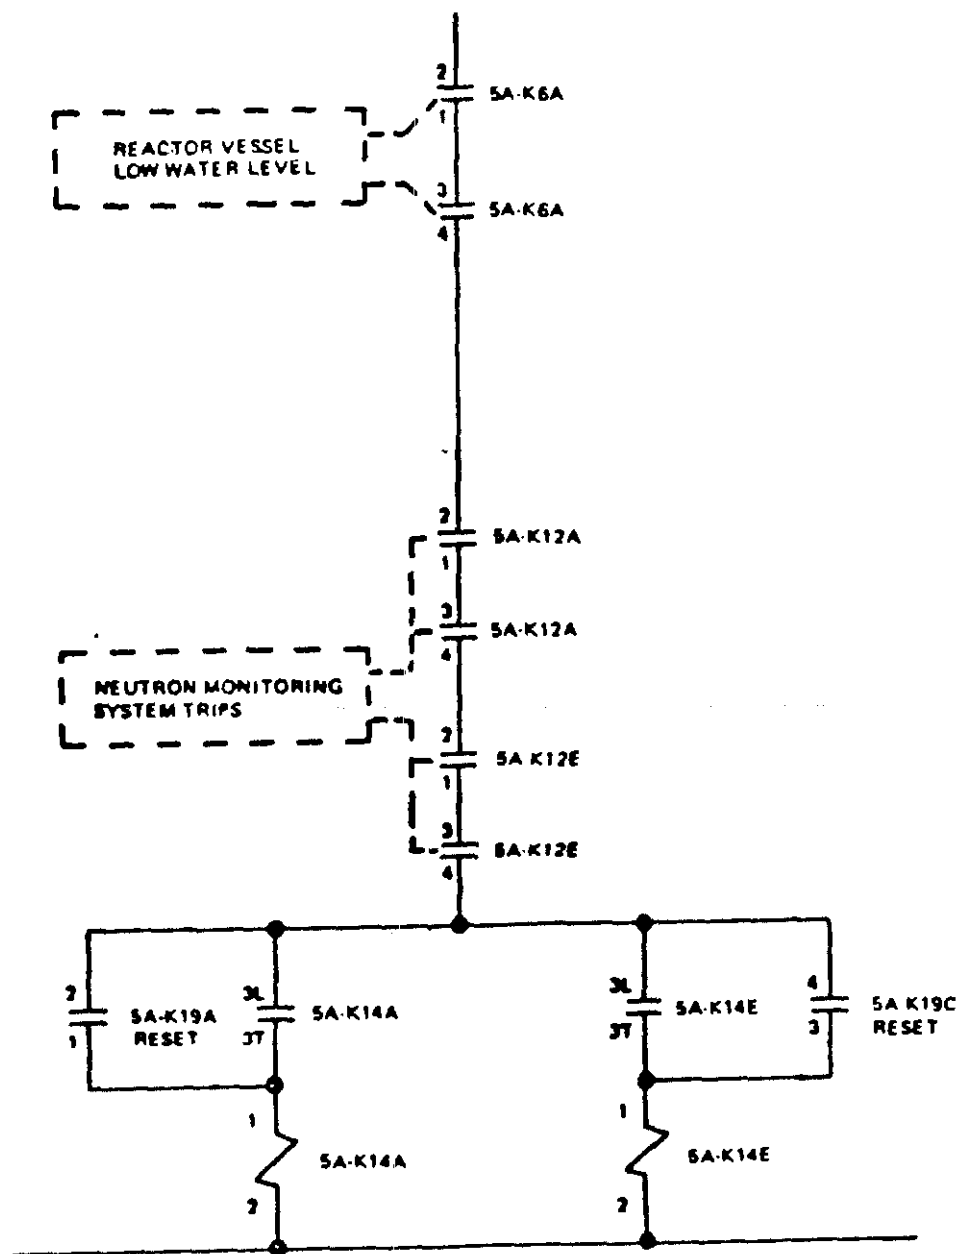 2
5A-K6A
1
REACTOR VESSEL
LOW WATER LEVEL
3
5A-K6A
4
2
5A-K12A
1
3
5A-K12A
4
NEUTRON MONITORING
SYSTEM TRIPS
2
5A K12E
1
3
5A-K12E
4
2
5A-K19A
RESET
1
3L
5A-K14A
3T
3L
5A-K14E
3T
4
5A K19C
RESET
3
1
5A-K14A
2
1
5A-K14E
2